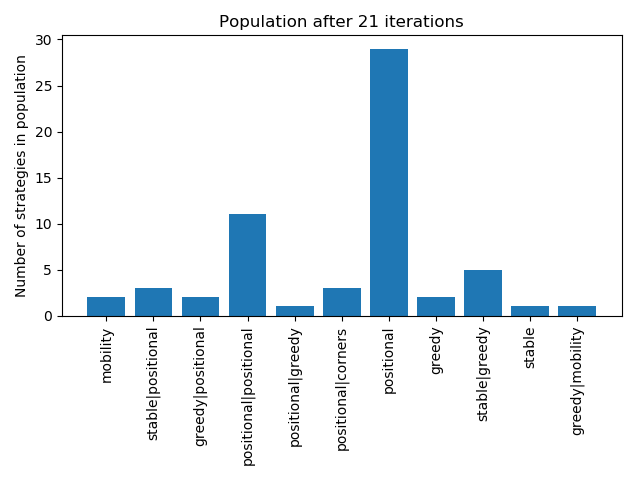 Population after 21 iterations
Number of strategies in population
30
25
20
15
10
5
0
mobility
stable|positional
greedy|positional
positional|positional
positional|greedy
positional|corners
positional
greedy
stable|greedy
stable
greedy|mobility